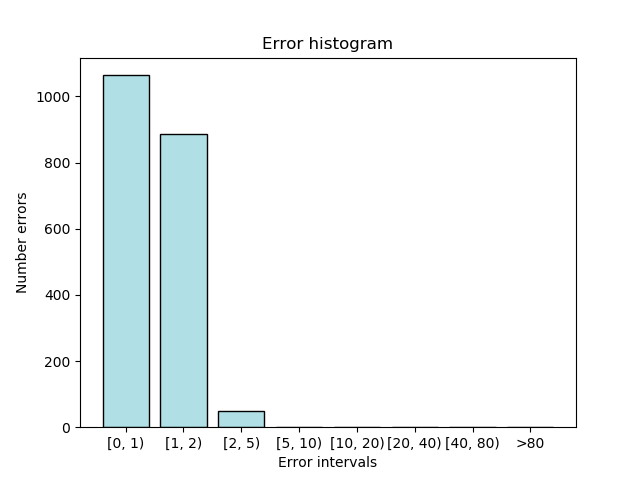 Error histogram
Number errors
1000
800
600
400
200
0
[0, 1) [1, 2) [2, 5) [5, 10) [10, 20) [20, 40) [40, 80) >80
Error intervals